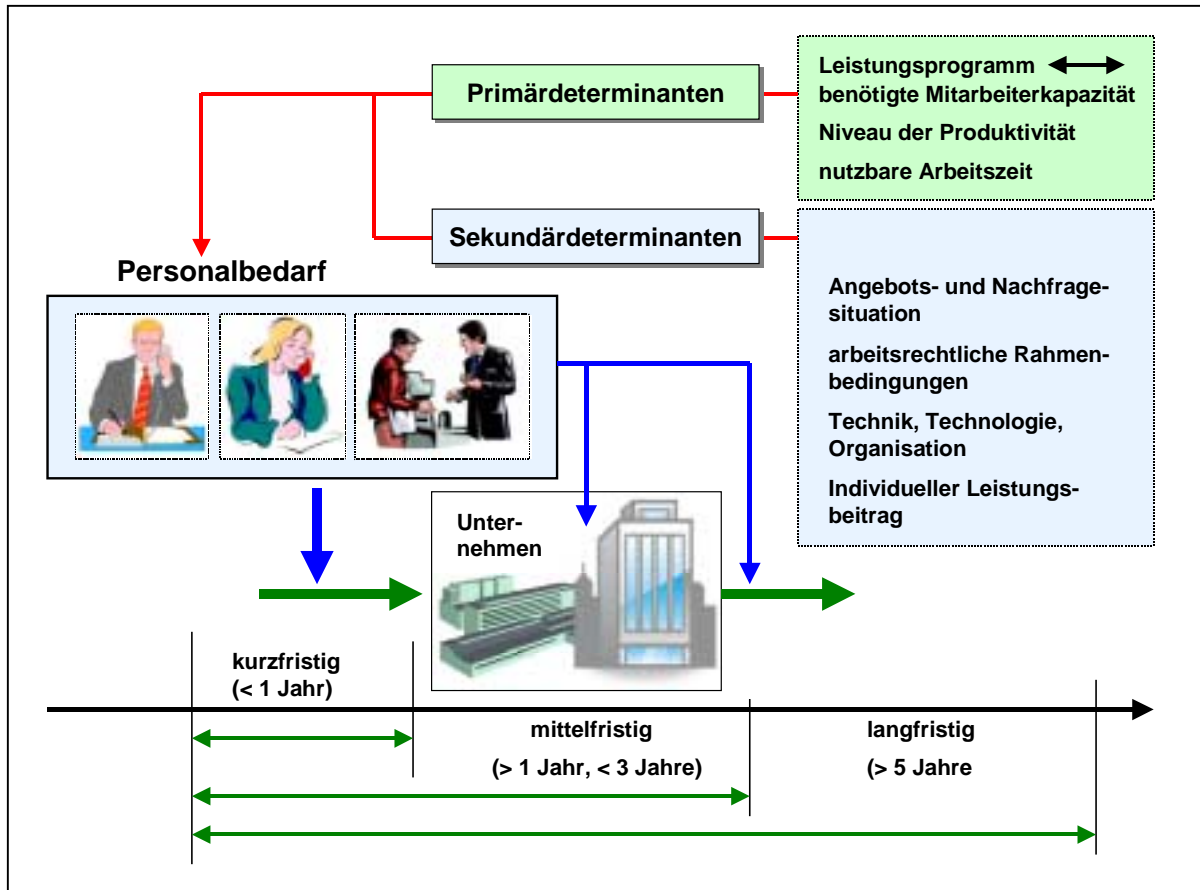 Primärdeterminanten
Leistungsprogramm
benötigte Mitarbeiterkapazität
Niveau der Produktivität
nutzbare Arbeitszeit
Sekundärdeterminanten
Angebots- und Nachfrage-
situation
arbeitsrechtliche Rahmen-
bedingungen
Technik, Technologie,
Organisation
Individueller Leistungs-
beitrag
Personalbedarf
Unter-
nehmen
kurzfristig
(< 1 Jahr)
mittelfristig
(> 1 Jahr, < 3 Jahre)
langfristig
(> 5 Jahre